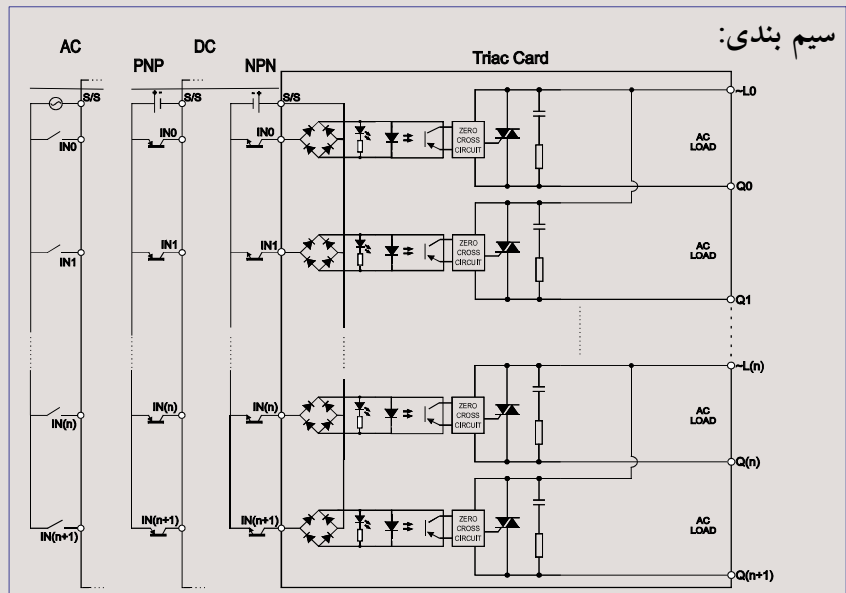 سیم بندی:
AC DC
PNP NPN Triac Card
S/S S/S S/S ~L0
IN0 IN0 IN0 ZERO CROSS CIRCUIT AC LOAD
Q0
IN1 IN1 IN1 ZERO CROSS CIRCUIT AC LOAD
Q1
~L(n)
IN(n) IN(n) IN(n) ZERO CROSS CIRCUIT AC LOAD
Q(n)
IN(n+1) IN(n+1) IN(n+1) ZERO CROSS CIRCUIT AC LOAD
Q(n+1)